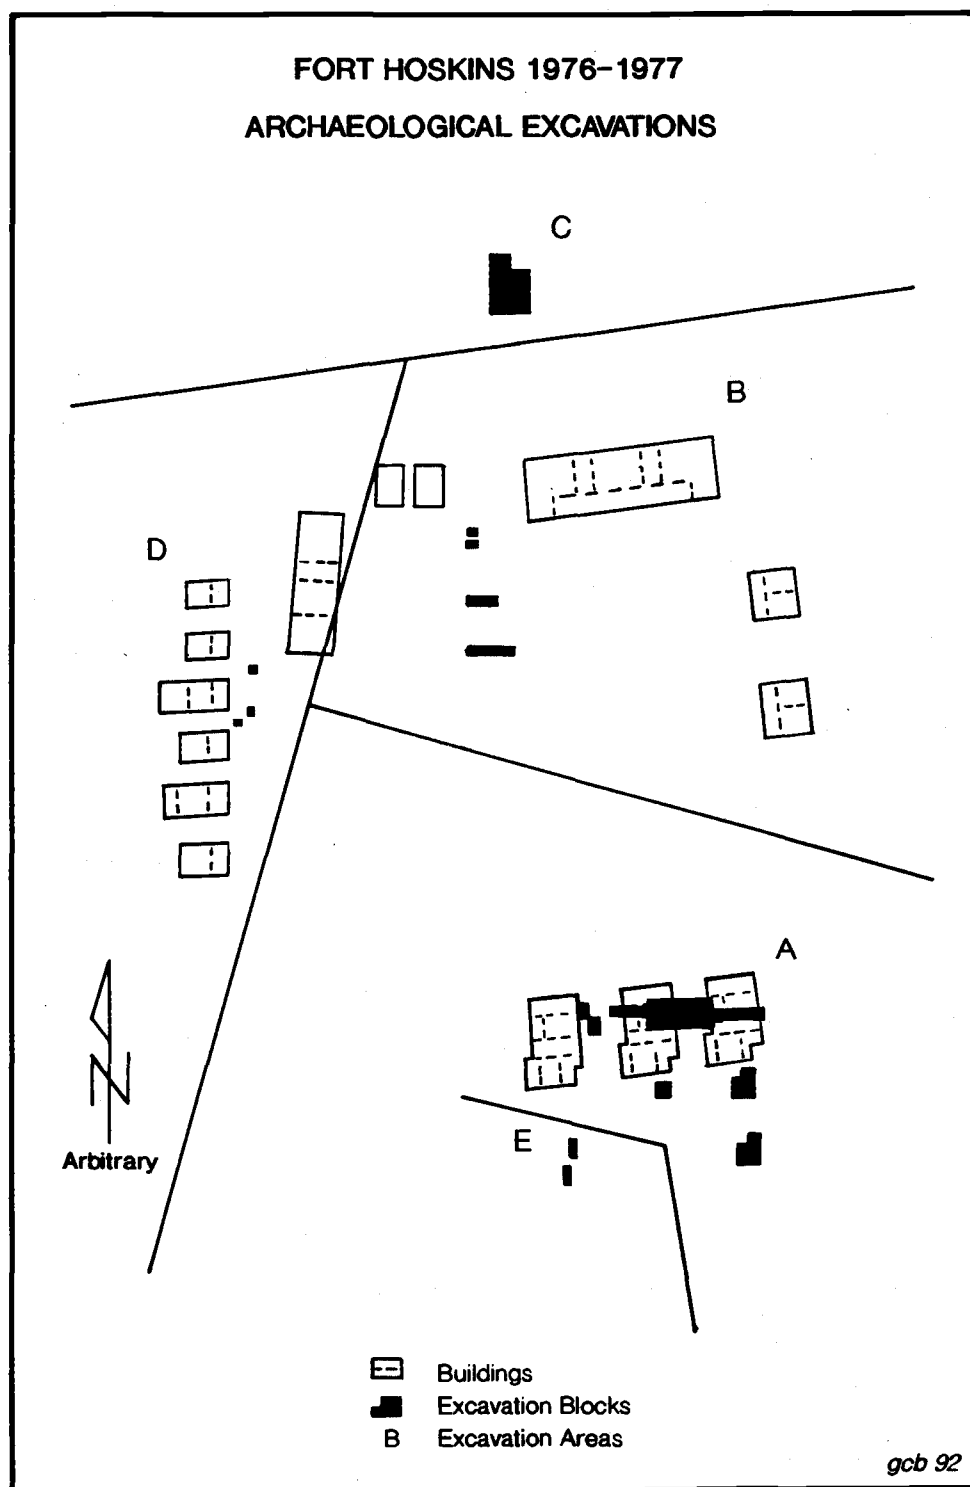 FORT HOSKINS 1976-1977
ARCHAEOLOGICAL EXCAVATIONS
C
B
D
A
E
N
Arbitrary
Buildings
Excavation Blocks
B Excavation Areas
gcb 92